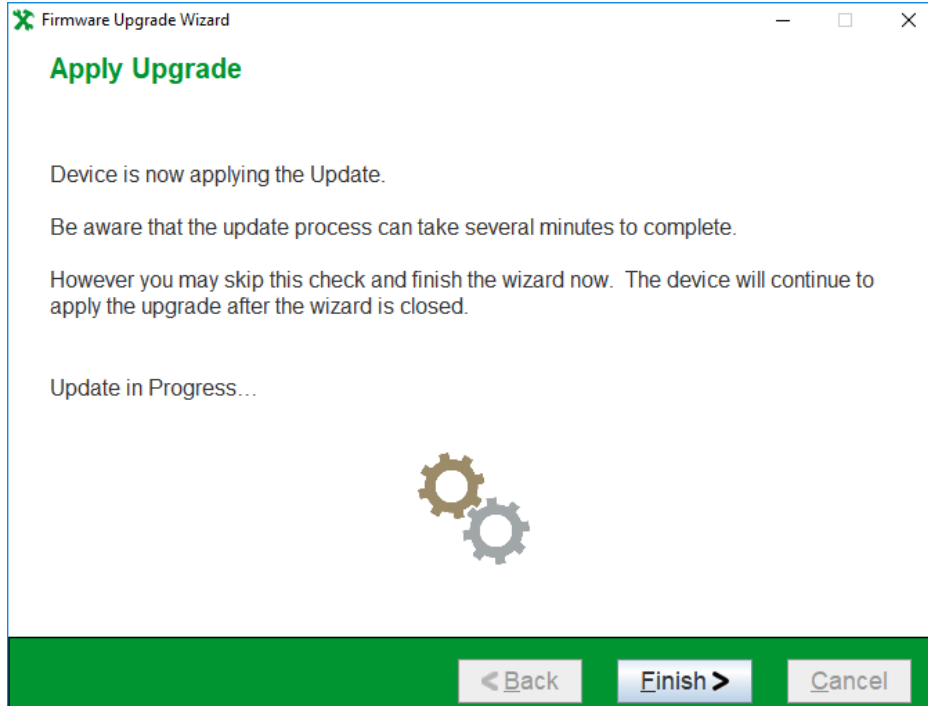 Firmware Upgrade Wizard
Apply Upgrade
Device is now applying the Update.
Be aware that the update process can take several minutes to complete.
However you may skip this check and finish the wizard now.  The device will continue to
apply the upgrade after the wizard is closed.
Update in Progress…
< Back Finish > Cancel